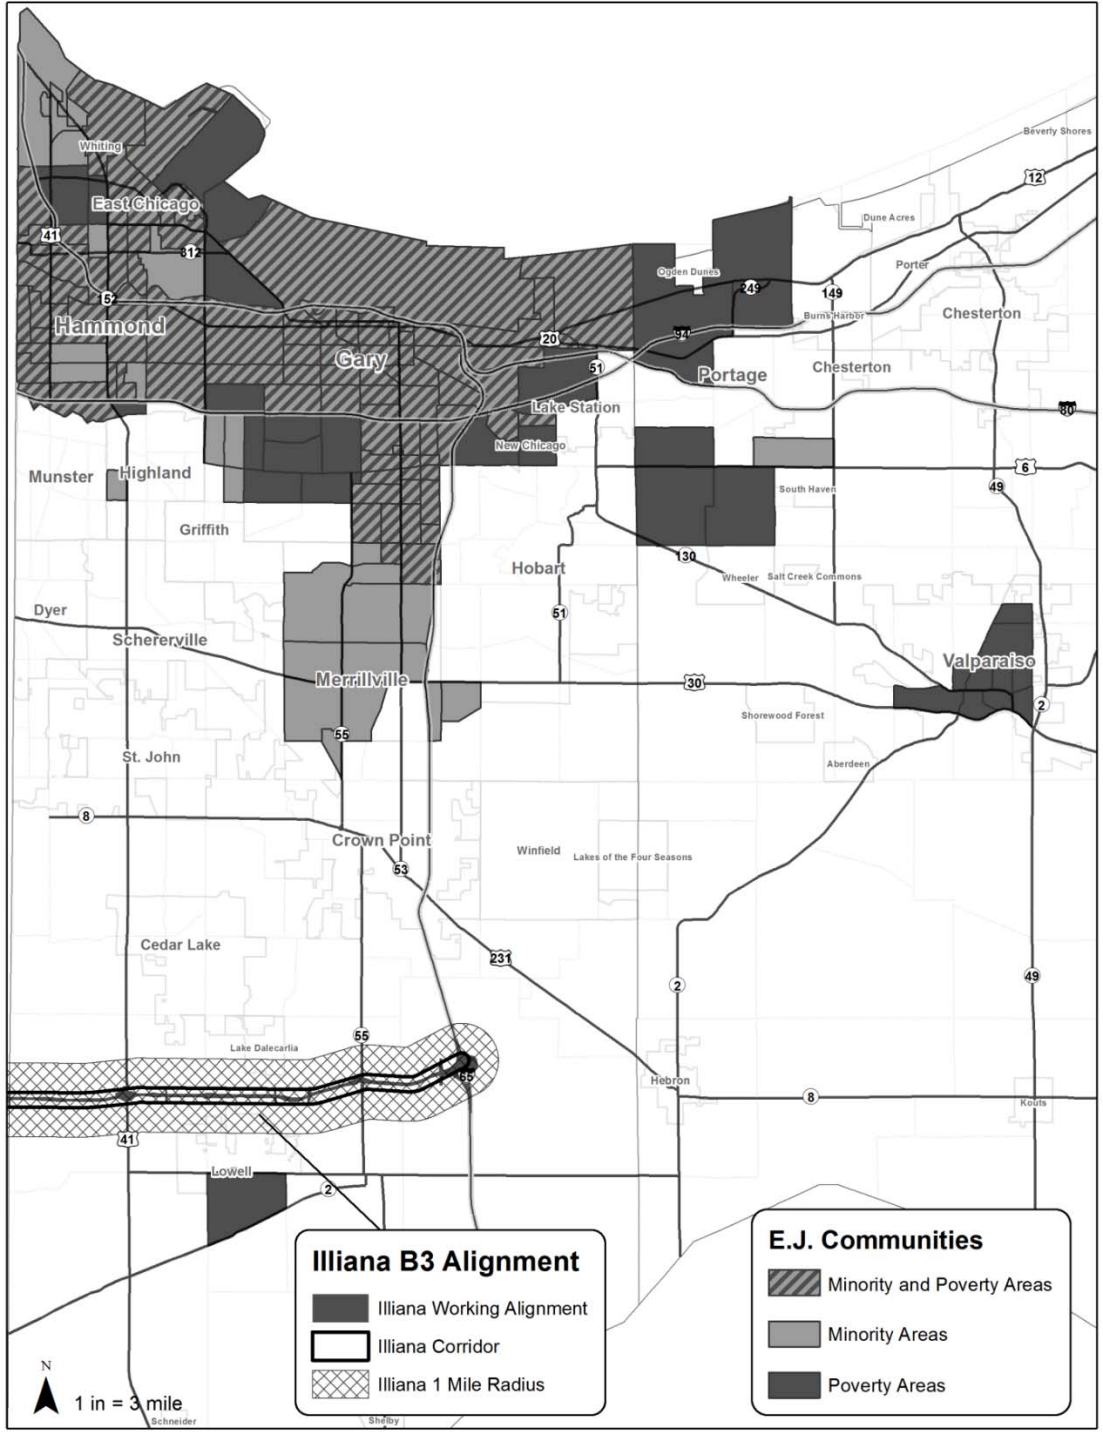 Beverly Shores
Whiting
12
East Chicago
Dune Acres
41
312
Porter
Ogden Dunes
249
149
52
Burns Harbor
Chesterton
Hammond
94
20
Gary
51
Portage
Chesterton
Lake Station
80
New Chicago
Munster
Highland
6
49
South Haven
Griffith
130
Hobart
Wheeler
Salt Creek Commons
Dyer
51
Schererville
Valparaiso
Merrillville
30
2
Shorewood Forest
55
St. John
Aberdeen
8
Crown Point
Winfield
Lakes of the Four Seasons
53
Cedar Lake
231
49
2
55
Lake Dalecarlia
65
Hebron
8
Kouts
41
Lowell
2
Illiana B3 Alignment
Illiana Working Alignment
Illiana Corridor
Illiana 1 Mile Radius
E.J. Communities
Minority and Poverty Areas
Minority Areas
Poverty Areas
N
1 in = 3 mile
Schneider
Shelby